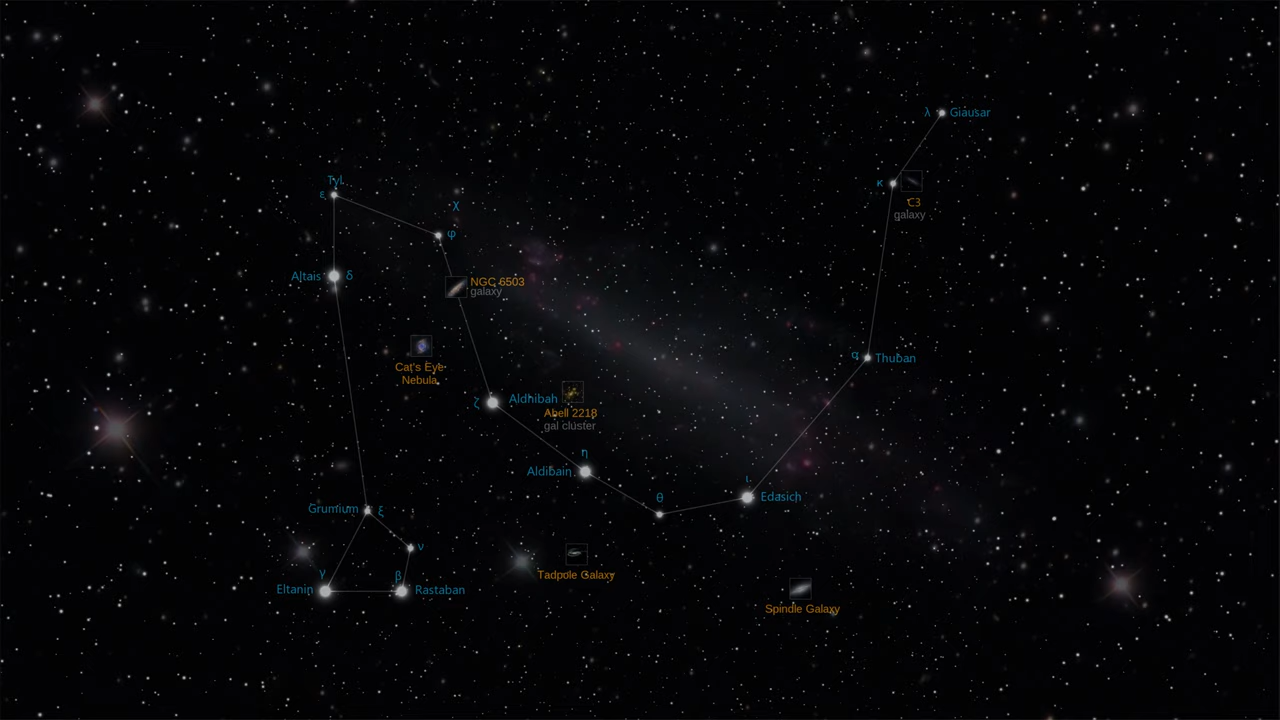 λ Giausar
Tyl
ε
χ
κ
C3
galaxy
φ
Altais δ
NGC 6503
galaxy
Cat's Eye
Nebula
α Thuban
ζ Aldhibah
Abell 2218
gal cluster
η
Aldibain
ι
Edasich
θ
Grumium ξ
ν
γ
β
Eltanin
Rastaban
Tadpole Galaxy
Spindle Galaxy